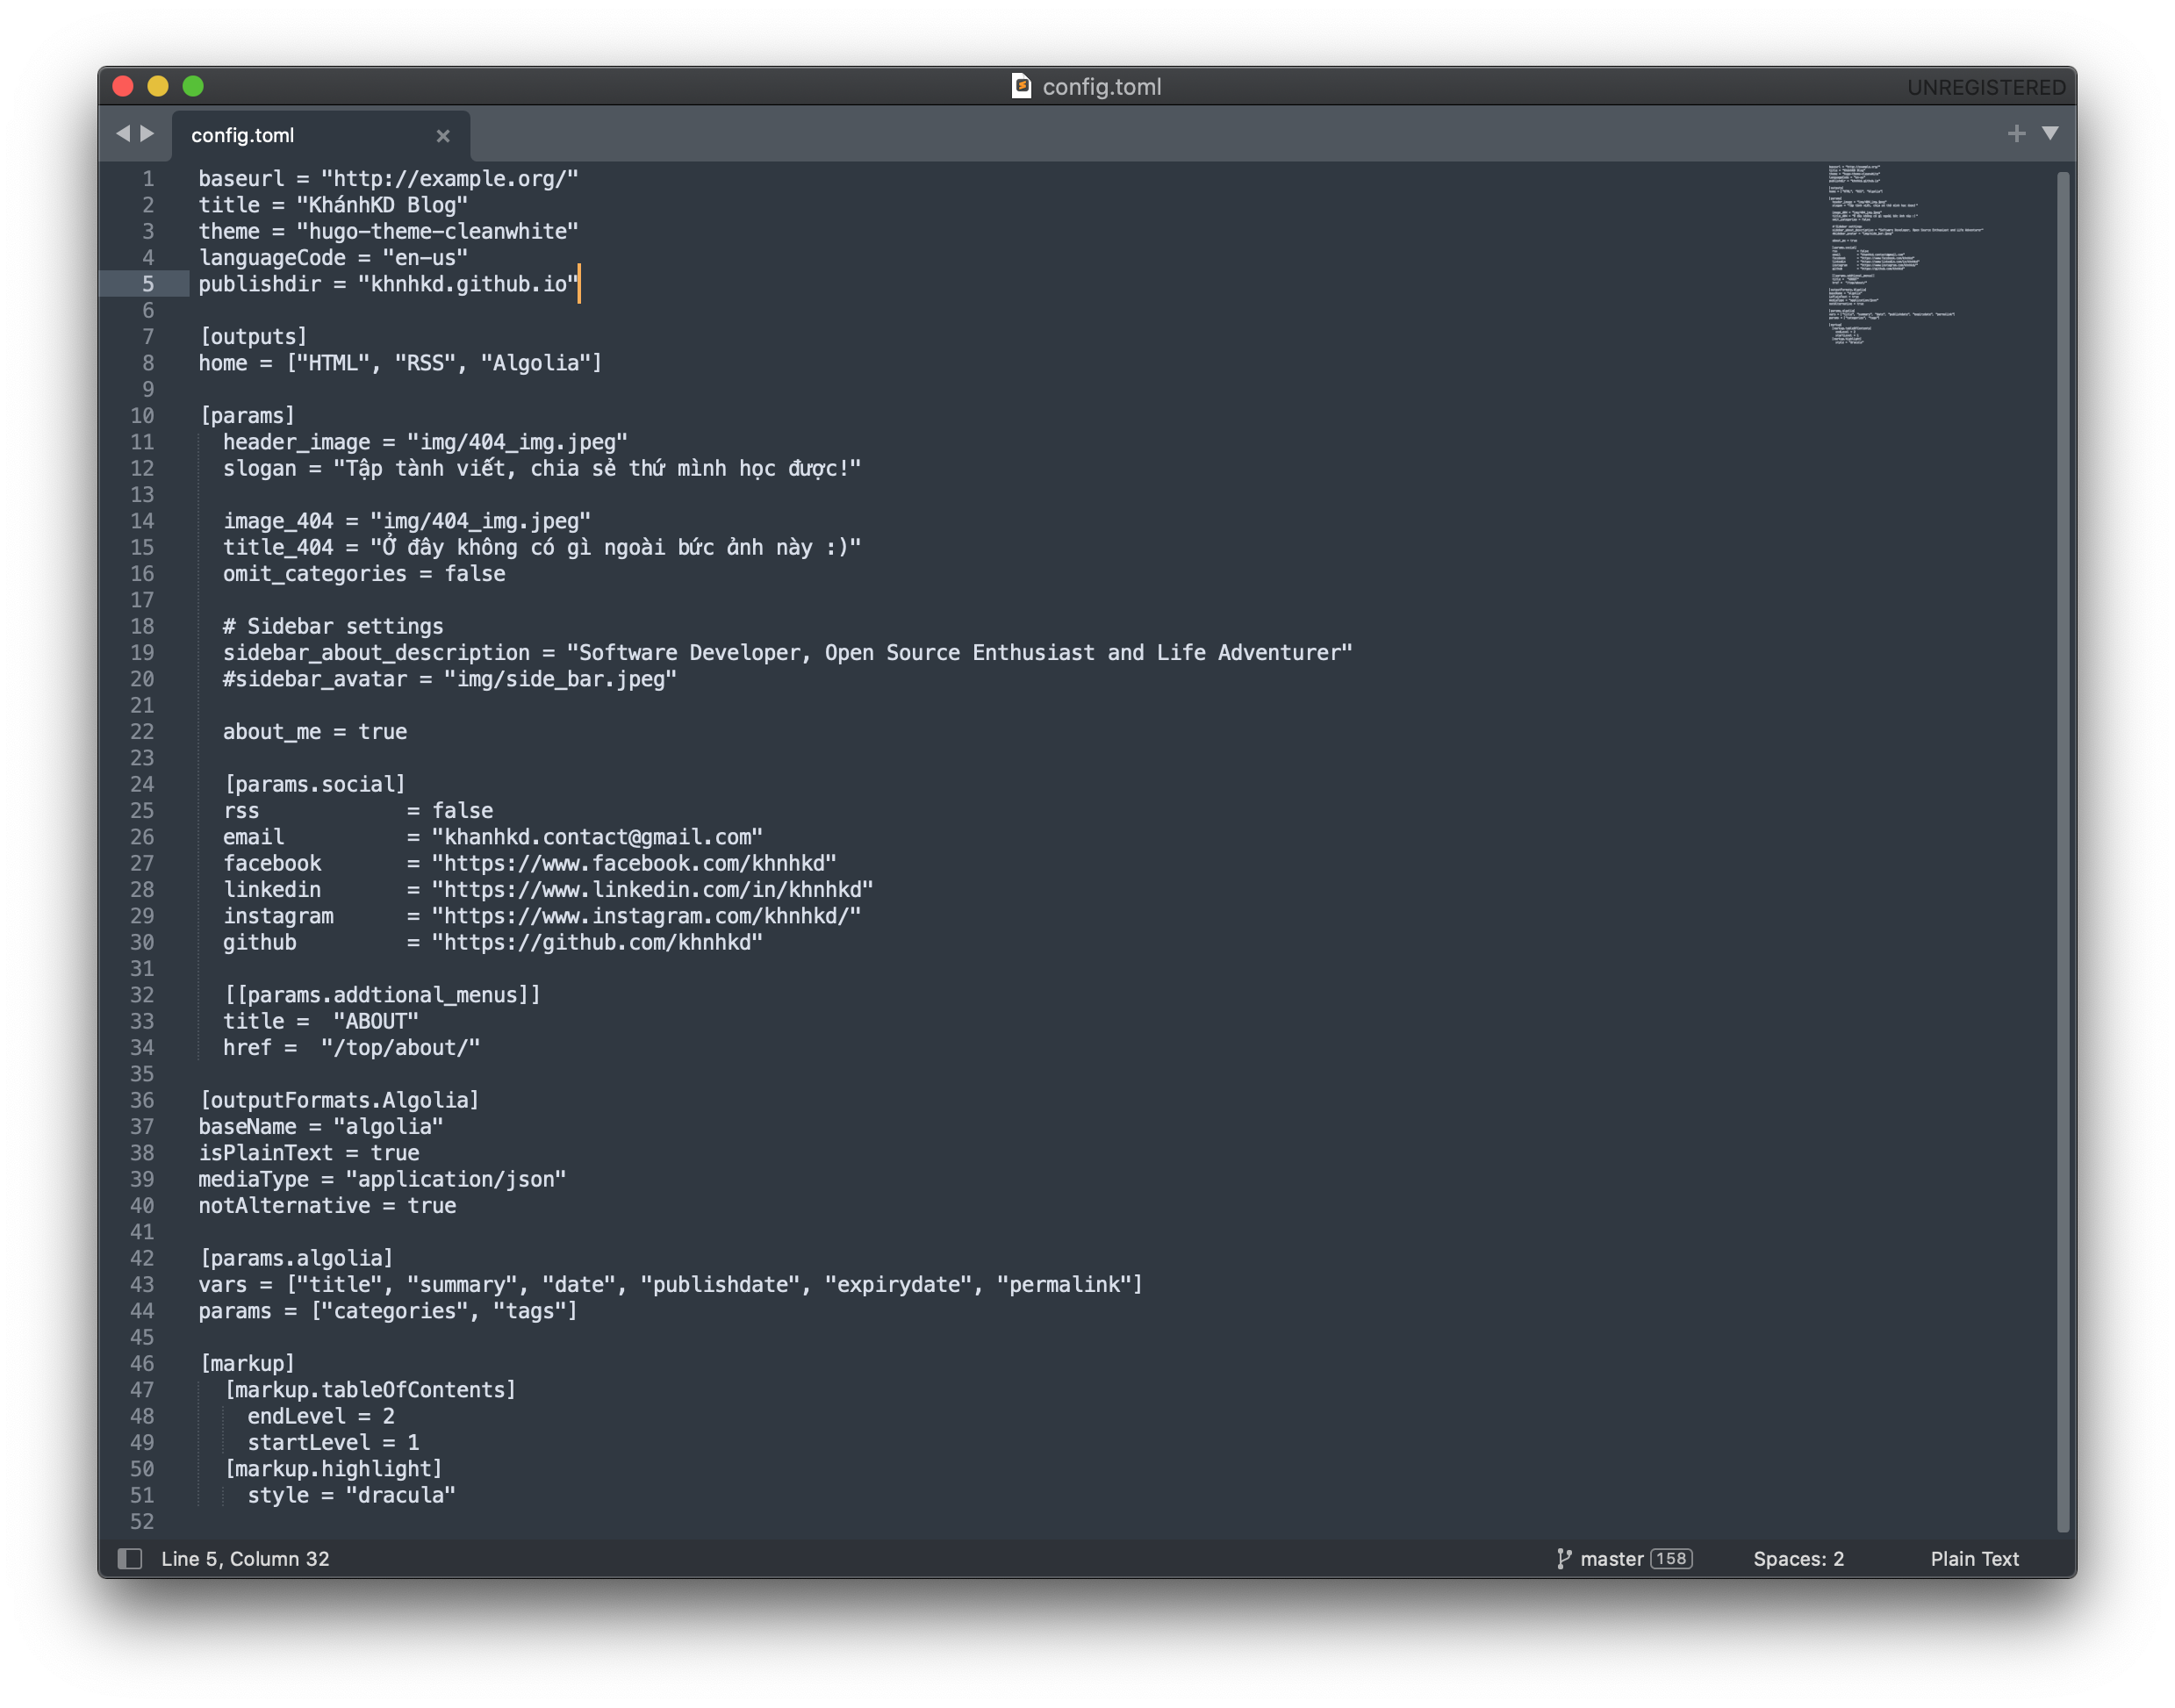 config.toml
UNREGISTERED
config.toml
1 baseurl = "http://example.org/"
2 title = "KhánhKD Blog"
3 theme = "hugo-theme-cleanwhite"
4 languageCode = "en-us"
5 publishdir = "khnhkd.github.io"
6
7 [outputs]
8 home = ["HTML", "RSS", "Algolia"]
9
10 [params]
11   header_image = "img/404_img.jpeg"
12   slogan = "Tập tành viết, chia sẻ thứ mình học được!"
13
14   image_404 = "img/404_img.jpeg"
15   title_404 = "Ở đây không có gì ngoài bức ảnh này :)"
16   omit_categories = false
17
18   # Sidebar settings
19   sidebar_about_description = "Software Developer, Open Source Enthusiast and Life Adventurer"
20   #sidebar_avatar = "img/side_bar.jpeg"
21
22   about_me = true
23
24   [params.social]
25   rss            = false
26   email          = "khanhkd.contact@gmail.com"
27   facebook       = "https://www.facebook.com/khnhkd"
28   linkedin       = "https://www.linkedin.com/in/khnhkd"
29   instagram      = "https://www.instagram.com/khnhkd/"
30   github         = "https://github.com/khnhkd"
31
32   [[params.addtional_menus]]
33   title =  "ABOUT"
34   href =  "/top/about/"
35
36 [outputFormats.Algolia]
37 baseName = "algolia"
38 isPlainText = true
39 mediaType = "application/json"
40 notAlternative = true
41
42 [params.algolia]
43 vars = ["title", "summary", "date", "publishdate", "expirydate", "permalink"]
44 params = ["categories", "tags"]
45
46 [markup]
47   [markup.tableOfContents]
48     endLevel = 2
49     startLevel = 1
50   [markup.highlight]
51     style = "dracula"
52
Line 5, Column 32
master 158
Spaces: 2
Plain Text